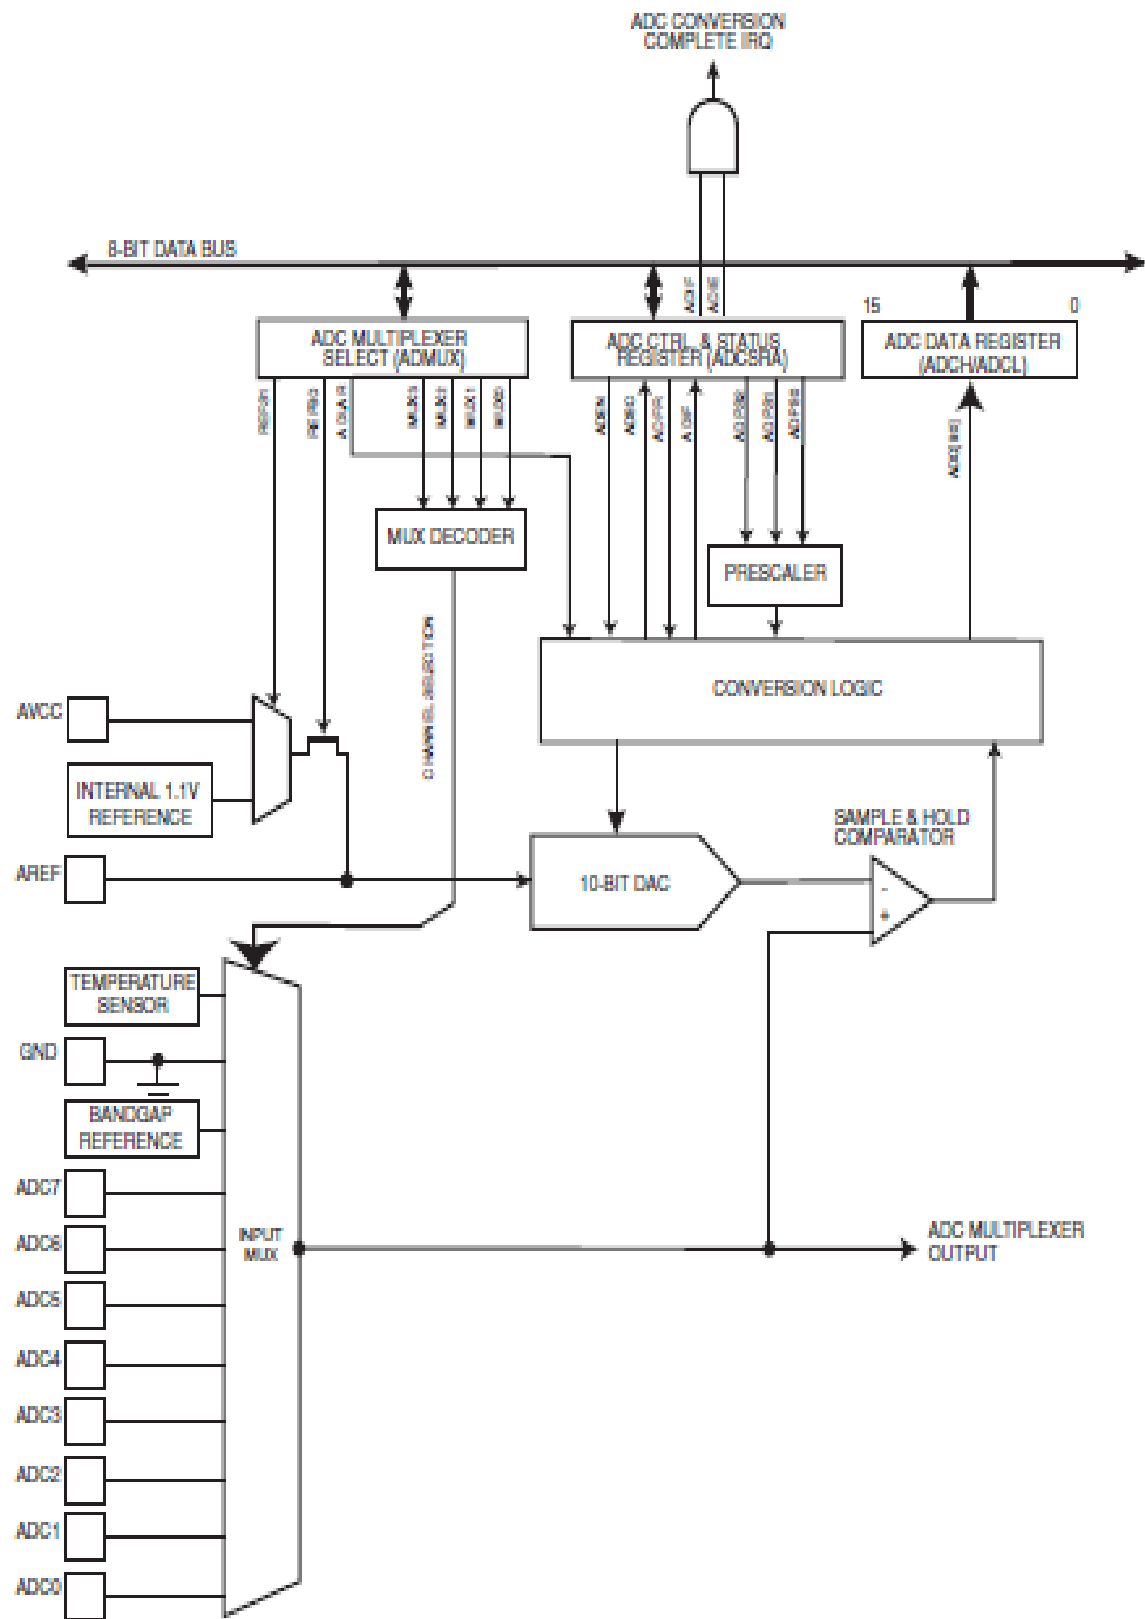 ADC CONVERSION
COMPLETE IRQ
8-BIT DATA BUS
ADIF
ADIE
15
0
ADC MULTIPLEXER
SELECT (ADMUX)
ADC CTRL. & STATUS
REGISTER (ADCSRA)
ADC DATA REGISTER
(ADCH/ADCL)
REFS1
REFS0
ADLAR
MUX3
MUX2
MUX1
MUX0
ADEN
ADSC
ADIF
ADPS2
ADPS1
ADPS0
MUX DECODER
PRESCALER
CHANNEL SELECTION
CONVERSION LOGIC
AVCC
INTERNAL 1.1V
REFERENCE
SAMPLE & HOLD
COMPARATOR
AREF
10-BIT DAC
-
+
TEMPERATURE
SENSOR
GND
BANDGAP
REFERENCE
ADC7
ADC6
INPUT
MUX
ADC MULTIPLEXER
OUTPUT
ADC5
ADC4
ADC3
ADC2
ADC1
ADC0